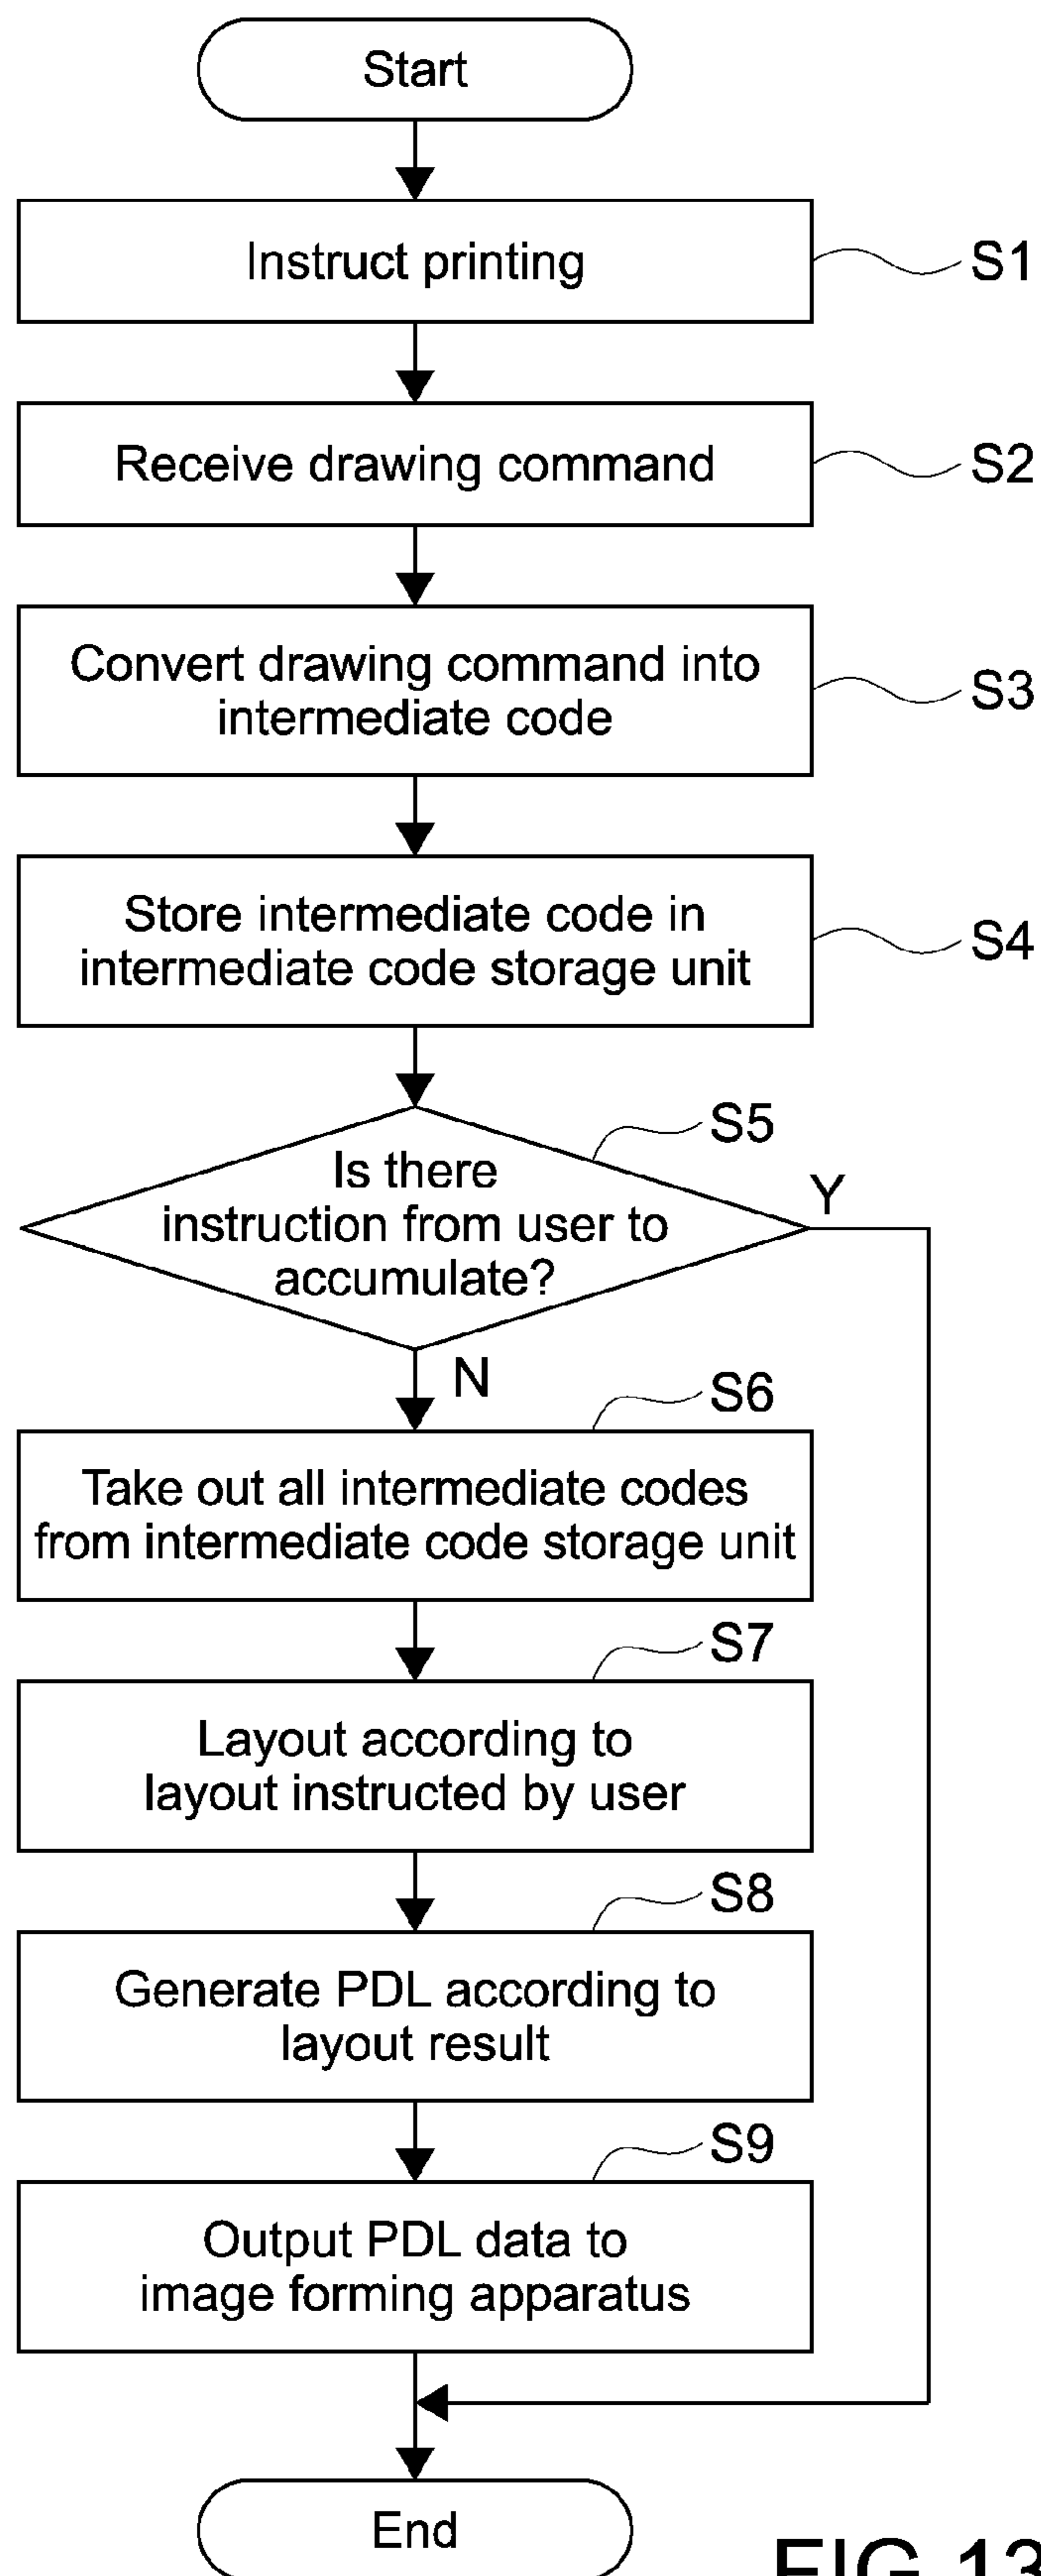 Start
Instruct printing
S1
Receive drawing command
S2
Convert drawing command into
intermediate code
S3
Store intermediate code in
intermediate code storage unit
S4
S5
Is there
instruction from user to
accumulate?
Y
N
S6
Take out all intermediate codes
from intermediate code storage unit
S7
Layout according to
layout instructed by user
S8
Generate PDL according to
layout result
S9
Output PDL data to
image forming apparatus
End
FIG.13